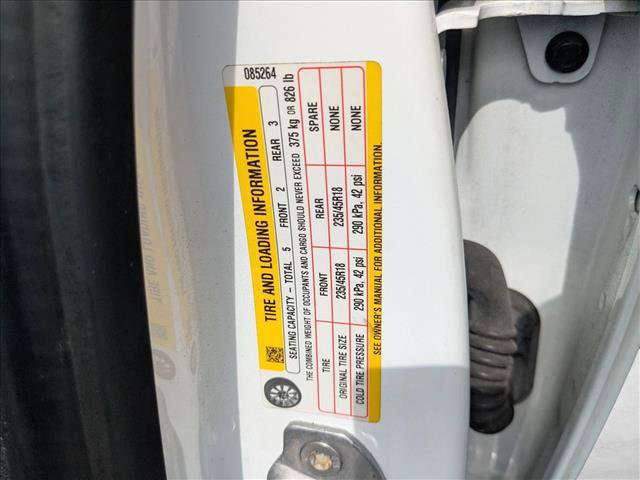 TIRE AND LOADING INFORMATION
085264
SEATING CAPACITY - TOTAL 5 FRONT 2 REAR 3
THE COMBINED WEIGHT OF OCCUPANTS AND CARGO SHOULD NEVER EXCEED 375 kg OR 826 lb
TIRE FRONT REAR SPARE
ORIGINAL TIRE SIZE 235/45R18 235/45R18 NONE
COLD TIRE PRESSURE 290 kPa, 42 psi 290 kPa, 42 psi NONE
SEE OWNER'S MANUAL FOR ADDITIONAL INFORMATION.